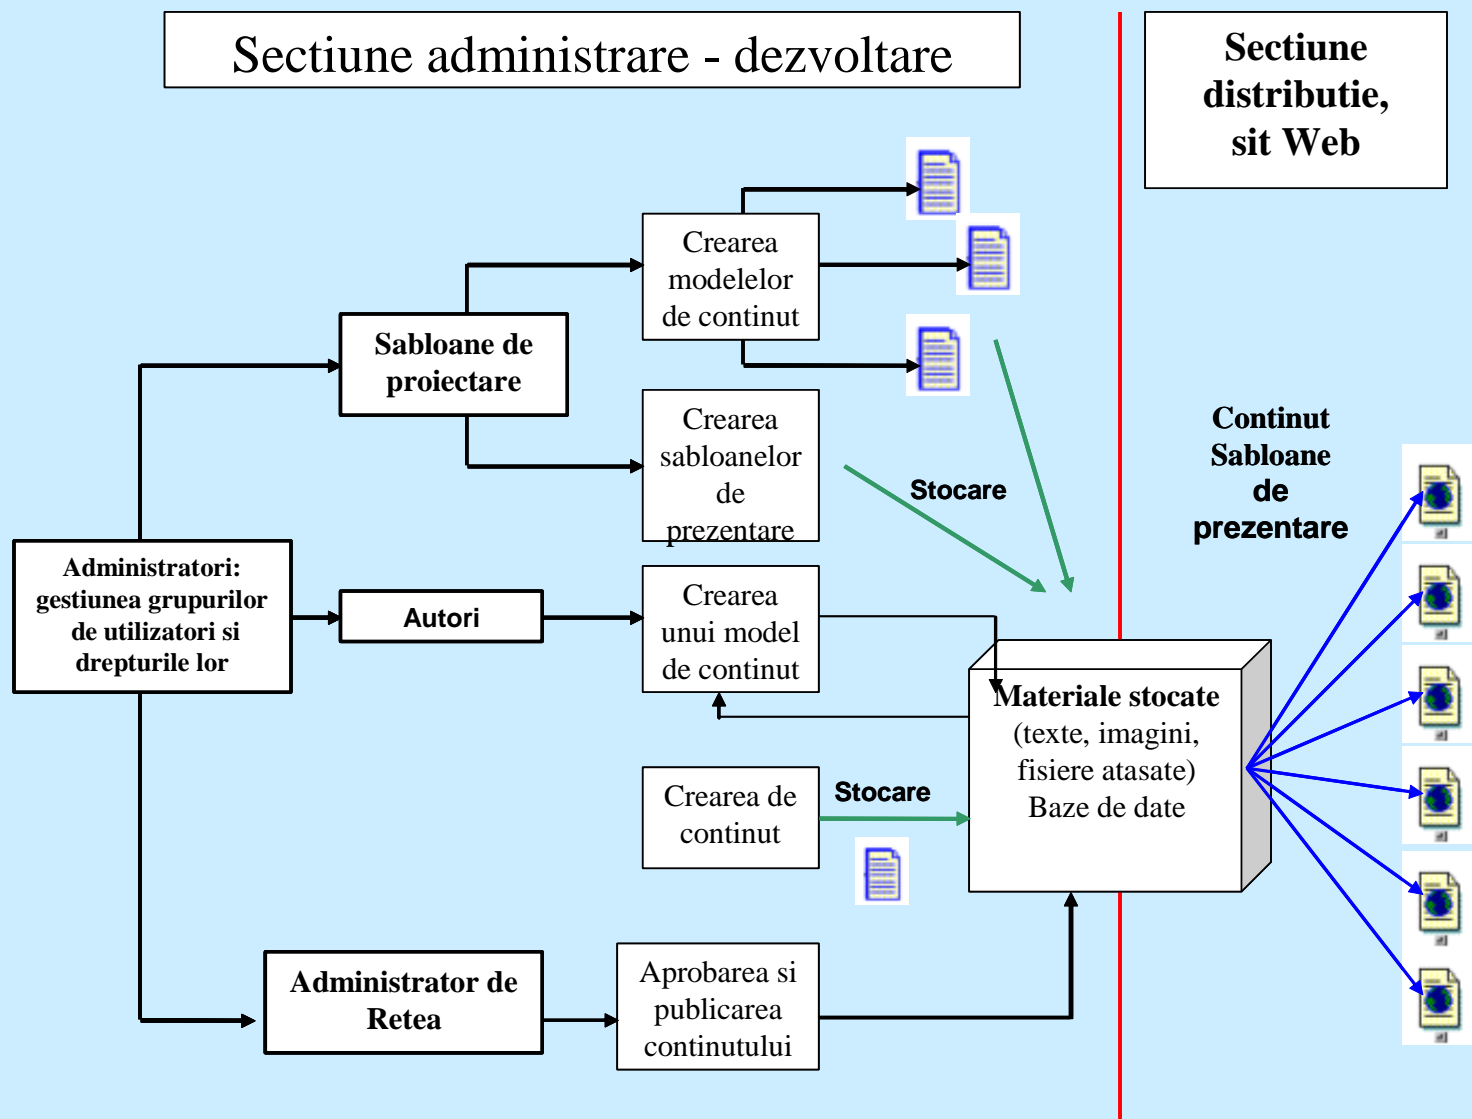 Sectiune administrare - dezvoltare
Sectiune
distributie,
sit Web
Crearea
modelelor
de continut
Sabloane de
proiectare
Crearea
sabloanelor
de
prezentare
Stocare
Continut
Sabloane
de
prezentare
Administratori:
gestiunea grupurilor
de utilizatori si
drepturile lor
Autori
Crearea
unui model
de continut
Materiale stocate
(texte, imagini,
fisiere atasate)
Baze de date
Crearea de
continut
Stocare
Administrator de
Retea
Aprobarea si
publicarea
continutului